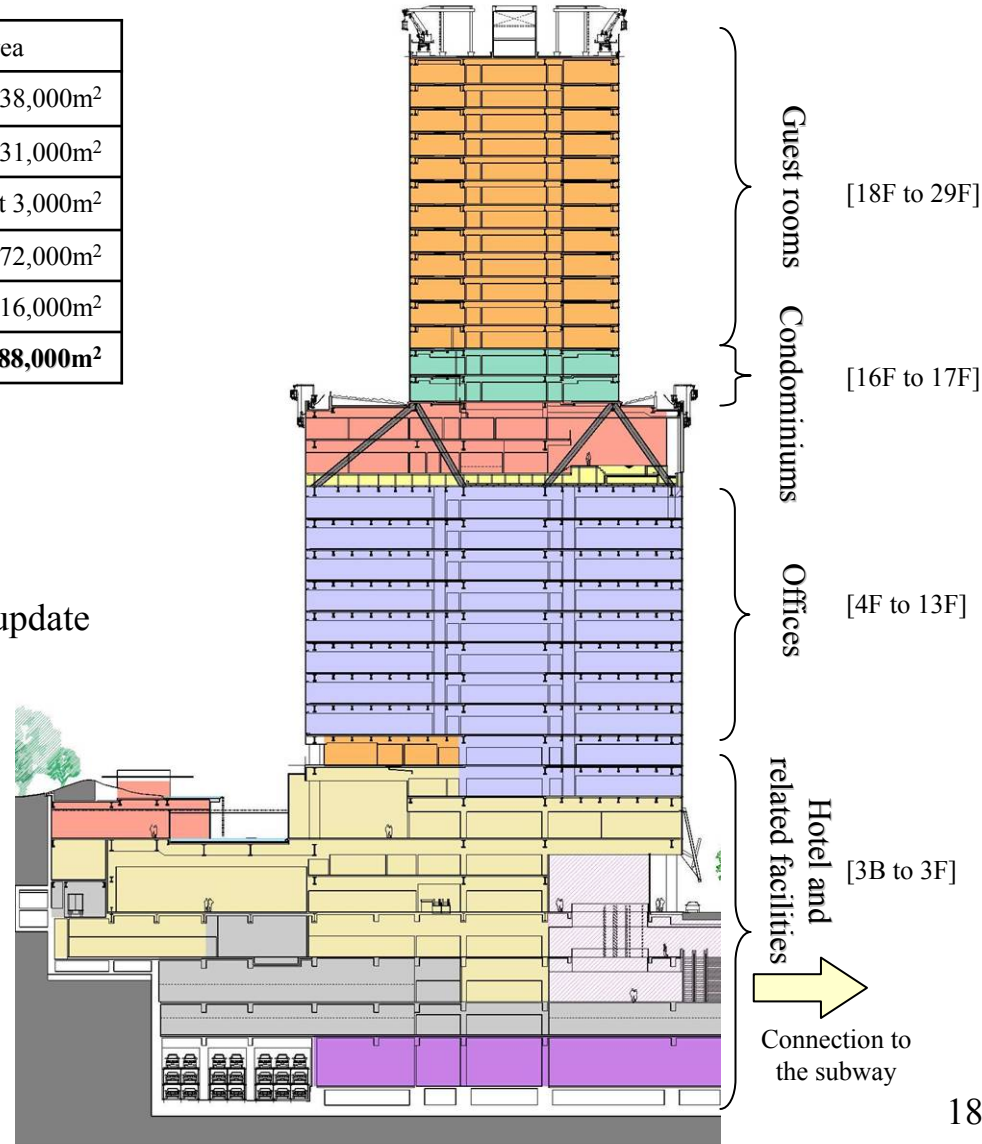 ea
38,000m²
31,000m²
t 3,000m²
72,000m²
16,000m²
88,000m²
Guest rooms
[18F to 29F]
Condominiums
[16F to 17F]
update
Offices
[4F to 13F]
Hotel and
related facilities
[3B to 3F]
Connection to
the subway
18